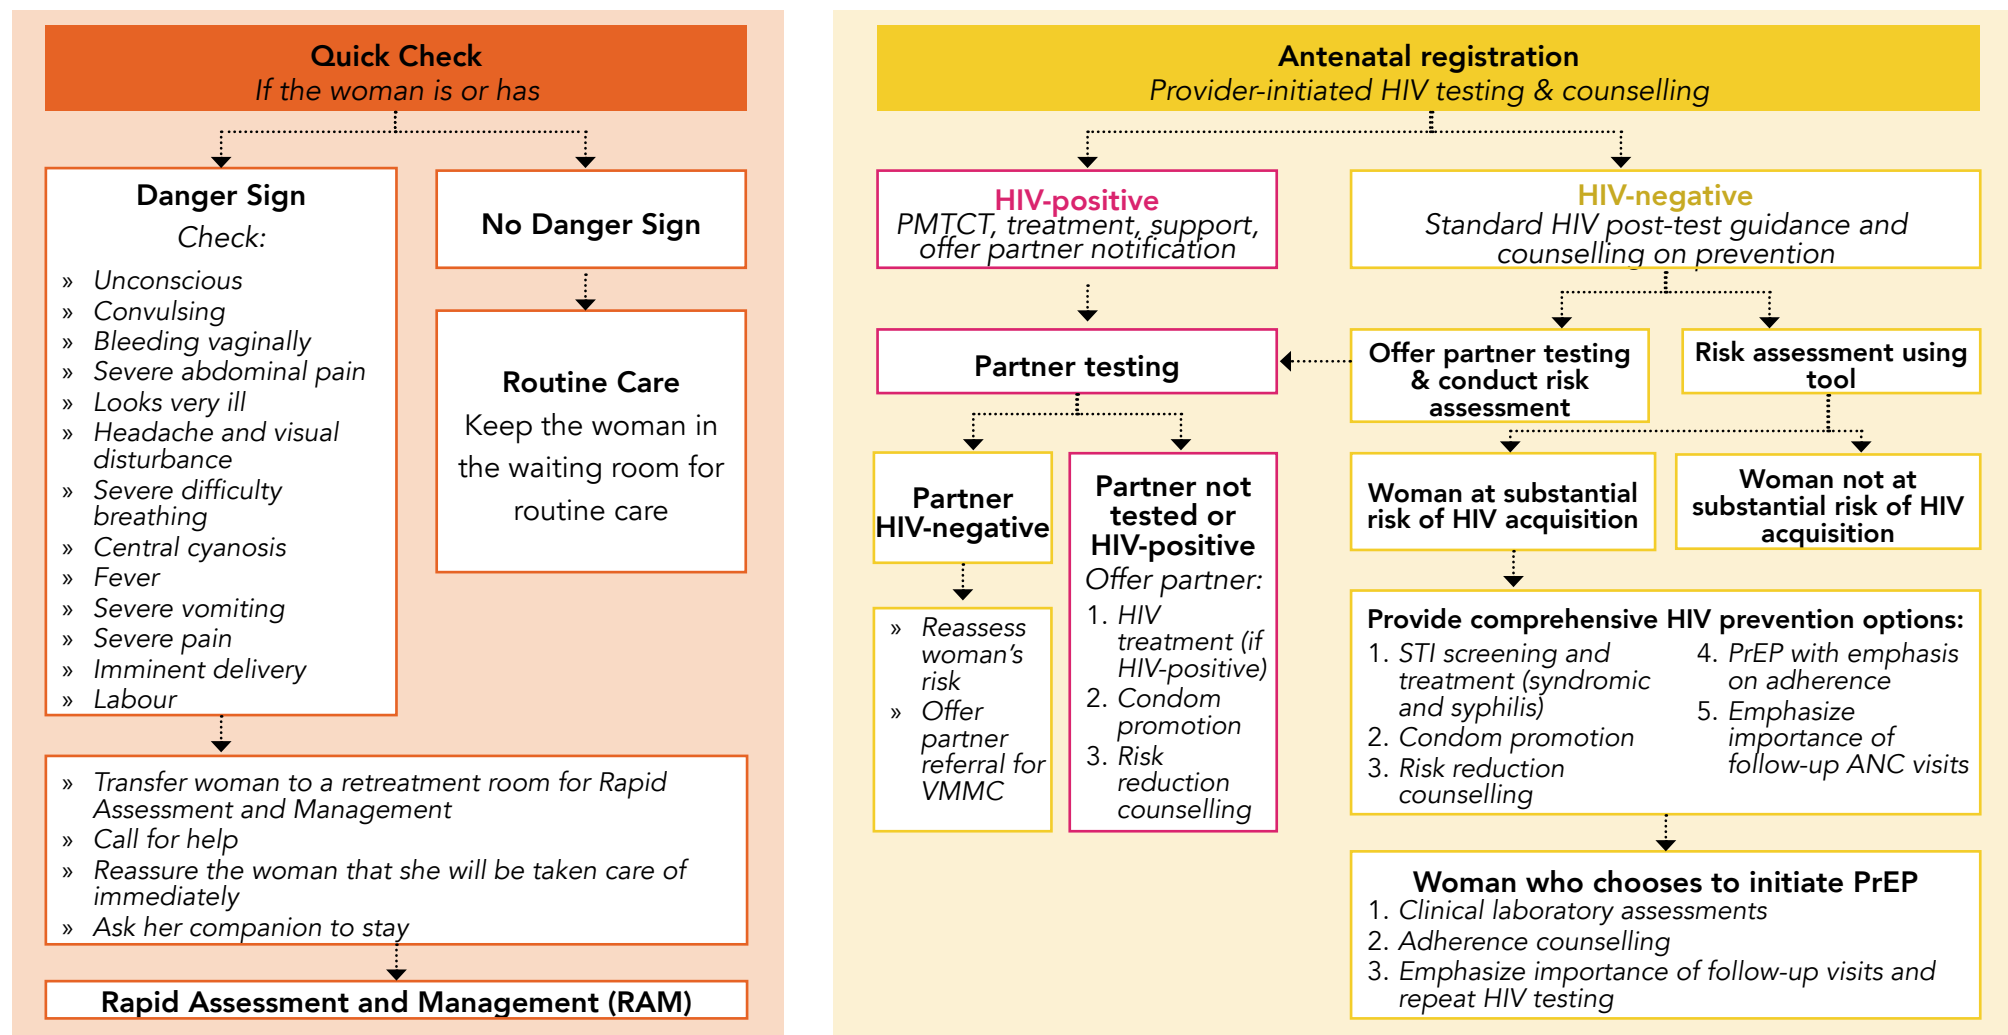 Quick Check
If the woman is or has
Danger Sign
Check:
» Unconscious
» Convulsing
» Bleeding vaginally
» Severe abdominal pain
» Looks very ill
» Headache and visual
disturbance
» Severe difficulty
breathing
» Central cyanosis
» Fever
» Severe vomiting
» Severe pain
» Imminent delivery
» Labour
No Danger Sign
Routine Care
Keep the woman in
the waiting room for
routine care
» Transfer woman to a retreatment room for Rapid
Assessment and Management
» Call for help
» Reassure the woman that she will be taken care of
immediately
» Ask her companion to stay
Rapid Assessment and Management (RAM)
Antenatal registration
Provider-initiated HIV testing & counselling
HIV-positive
PMTCT, treatment, support,
offer partner notification
HIV-negative
Standard HIV post-test guidance and
counselling on prevention
Partner testing
Offer partner testing
& conduct risk
assessment
Risk assessment using
tool
Partner
HIV-negative
Partner not
tested or
HIV-positive
Offer partner:
1. HIV
treatment (if
HIV-positive)
2. Condom
promotion
3. Risk
reduction
counselling
» Reassess
woman's
risk
» Offer
partner
referral for
VMMC
Woman at substantial
risk of HIV acquisition
Woman not at
substantial risk of HIV
acquisition
Provide comprehensive HIV prevention options:
1. STI screening and
treatment (syndromic
and syphilis)
2. Condom promotion
3. Risk reduction
counselling
4. PrEP with emphasis
on adherence
5. Emphasize
importance of
follow-up ANC visits
Woman who chooses to initiate PrEP
1. Clinical laboratory assessments
2. Adherence counselling
3. Emphasize importance of follow-up visits and
repeat HIV testing